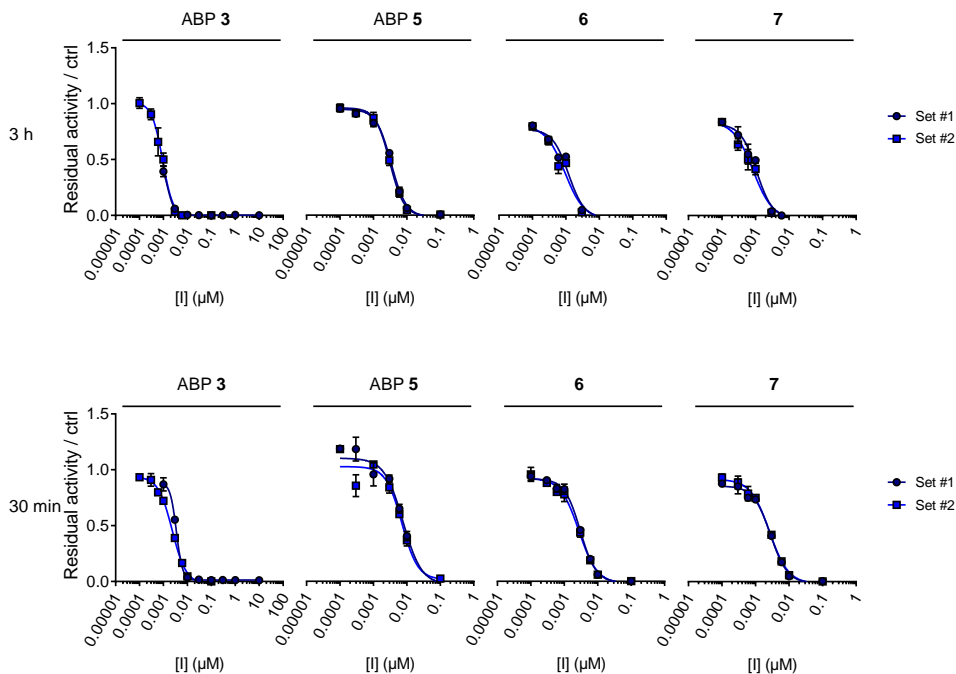 ABP 3 ABP 5 6 7
3 h
Residual activity / ctrl
1.5
1.0
0.5
0.0
0.00001 0.0001 0.001 0.01 0.1 1 10 100
0.00001 0.0001 0.001 0.01 0.1 1
0.00001 0.0001 0.001 0.01 0.1 1
0.00001 0.0001 0.001 0.01 0.1 1
[I] (µM) [I] (µM) [I] (µM) [I] (µM)
Set #1
Set #2
ABP 3 ABP 5 6 7
30 min
Residual activity / ctrl
1.5
1.0
0.5
0.0
0.00001 0.0001 0.001 0.01 0.1 1 10 100
0.00001 0.0001 0.001 0.01 0.1 1
0.00001 0.0001 0.001 0.01 0.1 1
0.00001 0.0001 0.001 0.01 0.1 1
[I] (µM) [I] (µM) [I] (µM) [I] (µM)
Set #1
Set #2